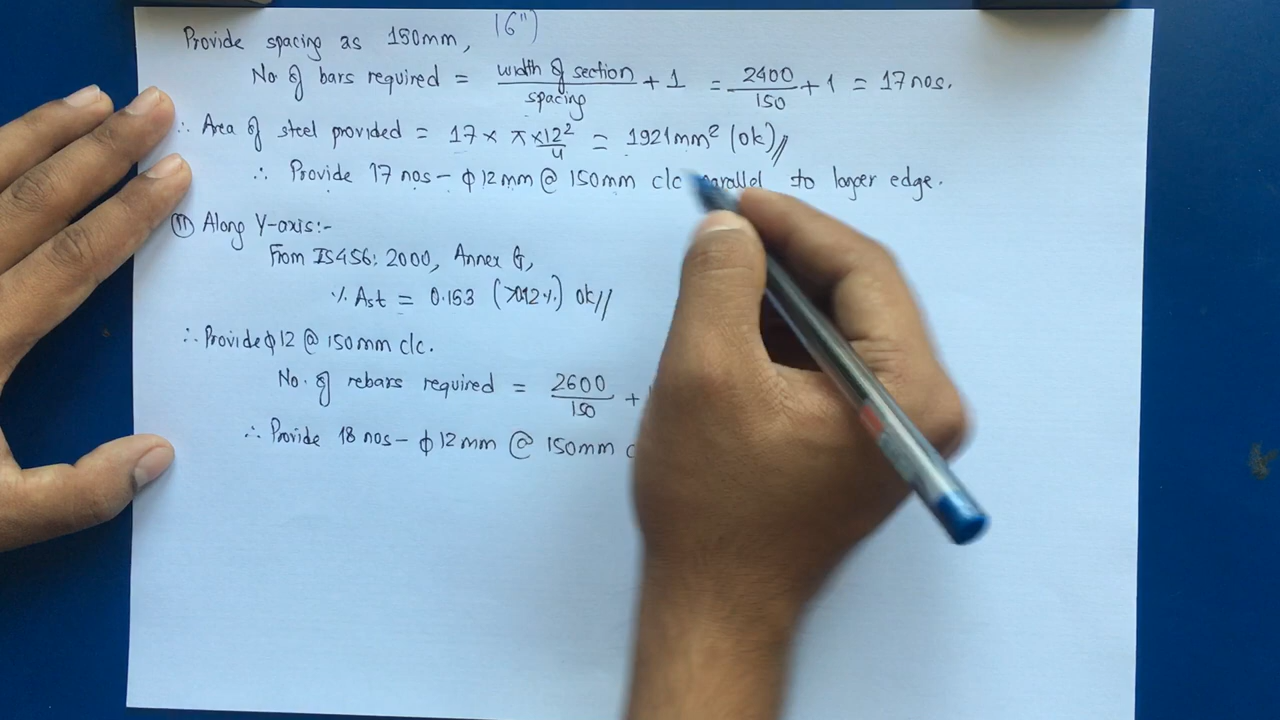 Provide spacing as 150mm, (6")
No of bars required = width of section / spacing + 1 = 2400/150 + 1 = 17 nos.
∴ Area of steel provided = 17 × π×12²/4 = 1921mm² (ok)//
∴ Provide 17 nos - ϕ12mm @ 150mm c/c parallel to longer edge.
(II) Along Y-axis:-
From IS456: 2000, Annex G,
% Ast = 0.153 (>0.12%) ok//
∴ Provide ϕ12 @ 150mm c/c.
No. of rebars required = 2600/150 +
∴ Provide 18 nos - ϕ12mm @ 150mm c